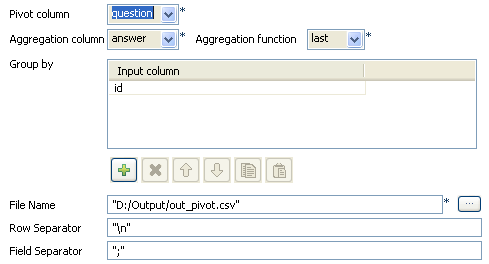 Pivot column question *
Aggregation column answer * Aggregation function last *
Group by
Input column
id
File Name "D:/Output/out_pivot.csv" * ...
Row Separator "\n"
Field Separator ";"